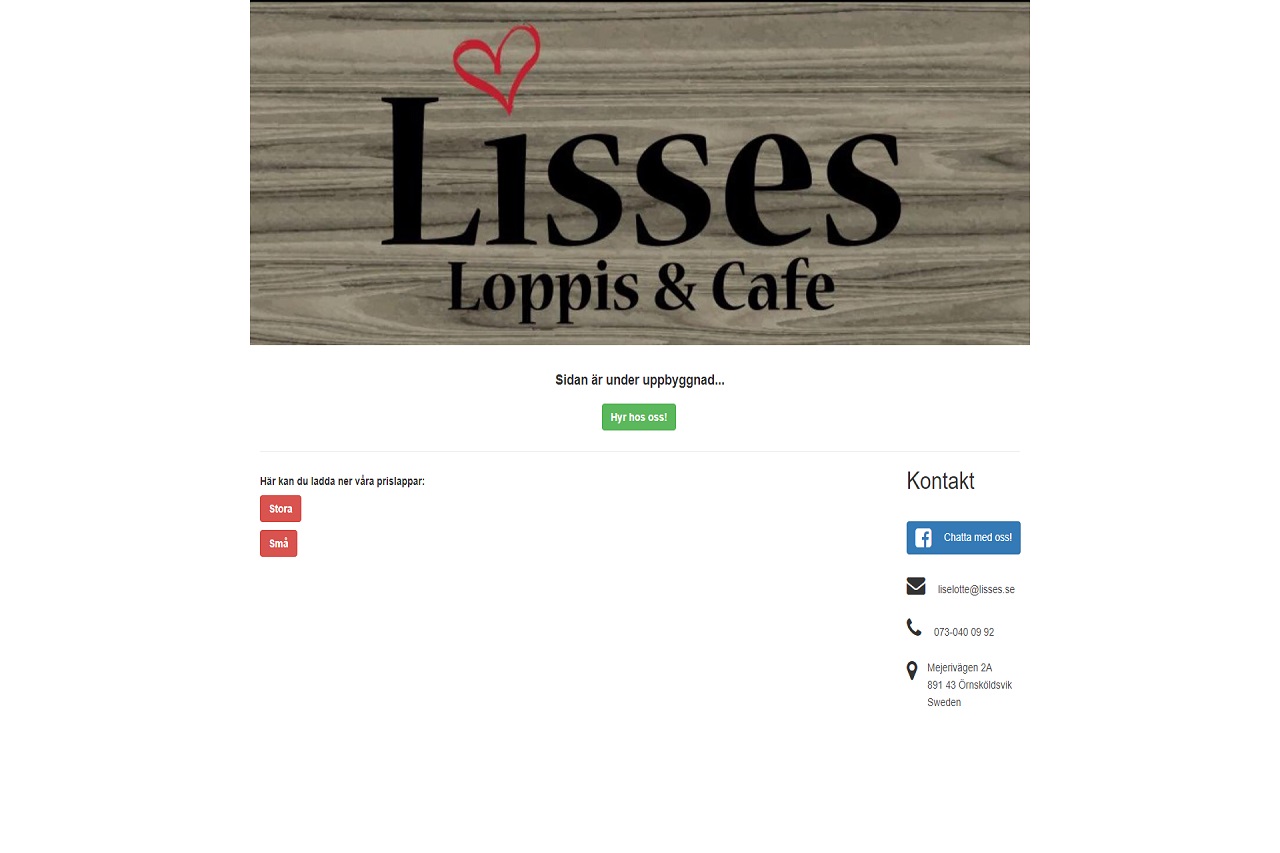 Lisses
Loppis & Cafe
Sidan är under uppbyggnad...
Hyr hos oss!
Här kan du ladda ner våra prislappar:
Stora
Små
Kontakt
Chatta med oss!
liselotte@lisses.se
073-040 09 92
Mejerivägen 2A
891 43 Örnsköldsvik
Sweden